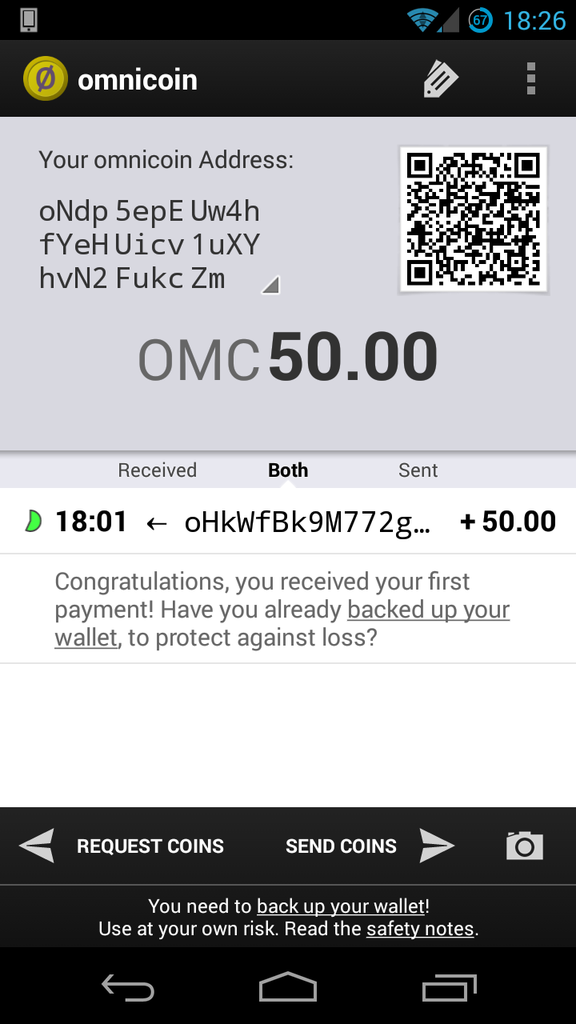 67 18:26
omnicoin
Your omnicoin Address:
oNdp 5epE Uw4h
fYeH Uicv 1uXY
hvN2 Fukc Zm
OMC 50.00
Received Both Sent
18:01 ← oHkWfBk9M772g… + 50.00
Congratulations, you received your first
payment! Have you already backed up your
wallet, to protect against loss?
REQUEST COINS SEND COINS
You need to back up your wallet!
Use at your own risk. Read the safety notes.